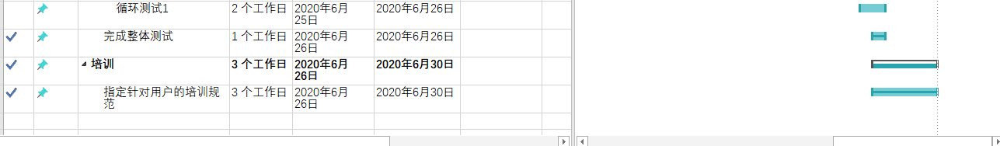 循环测试1 2 个工作日 2020年6月 2020年6月26日
25日
完成整体测试 1 个工作日 2020年6月 2020年6月26日
26日
培训 3 个工作日 2020年6月 2020年6月30日
26日
指定针对用户的培训规 3 个工作日 2020年6月 2020年6月30日
范 26日